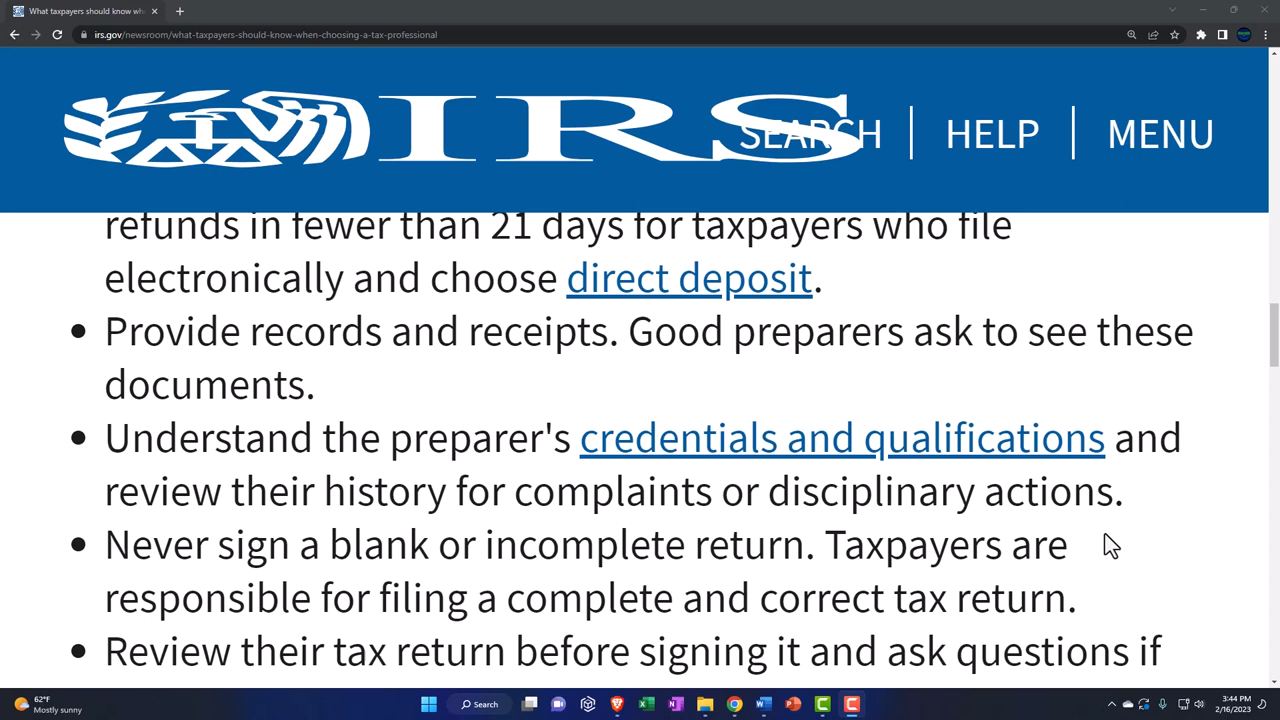 What taxpayers should know wh
irs.gov/newsroom/what-taxpayers-should-know-when-choosing-a-tax-professional
IRS
SEARCH
HELP
MENU
refunds in fewer than 21 days for taxpayers who file
electronically and choose direct deposit.
• Provide records and receipts. Good preparers ask to see these
documents.
• Understand the preparer's credentials and qualifications and
review their history for complaints or disciplinary actions.
• Never sign a blank or incomplete return. Taxpayers are
responsible for filing a complete and correct tax return.
• Review their tax return before signing it and ask questions if
62°F
Mostly sunny
Search
3:44 PM
2/16/2023